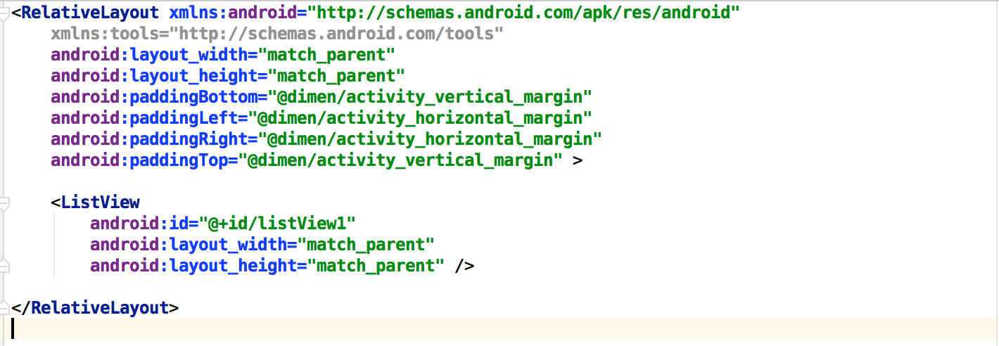 <RelativeLayout xmlns:android="http://schemas.android.com/apk/res/android"
    xmlns:tools="http://schemas.android.com/tools"
    android:layout_width="match_parent"
    android:layout_height="match_parent"
    android:paddingBottom="@dimen/activity_vertical_margin"
    android:paddingLeft="@dimen/activity_horizontal_margin"
    android:paddingRight="@dimen/activity_horizontal_margin"
    android:paddingTop="@dimen/activity_vertical_margin" >

    <ListView
        android:id="@+id/listView1"
        android:layout_width="match_parent"
        android:layout_height="match_parent" />

</RelativeLayout>